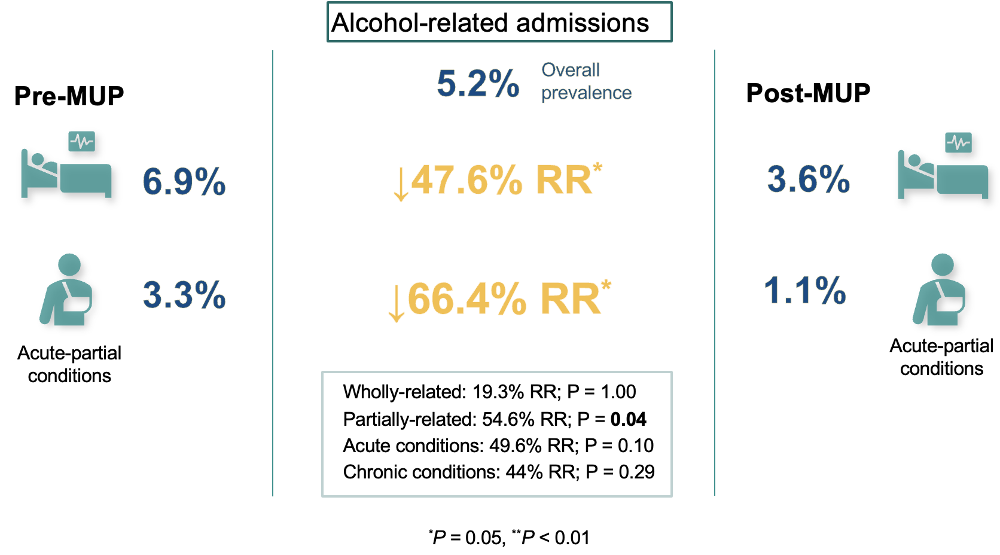 Alcohol-related admissions
5.2%
Overall
prevalence
Pre-MUP
Post-MUP
6.9%
↓47.6% RR*
3.6%
3.3%
↓66.4% RR*
1.1%
Acute-partial
conditions
Acute-partial
conditions
Wholly-related: 19.3% RR; P = 1.00
Partially-related: 54.6% RR; P = 0.04
Acute conditions: 49.6% RR; P = 0.10
Chronic conditions: 44% RR; P = 0.29
*P = 0.05, **P < 0.01